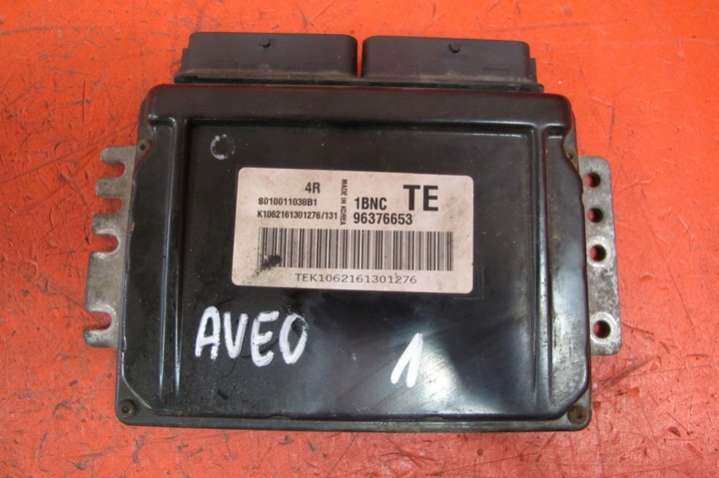 4R
MADE IN KOREA
1BNC
TE
S010011038B1
96376653
K1062161301276/131
TEK1062161301276
AVEO 1